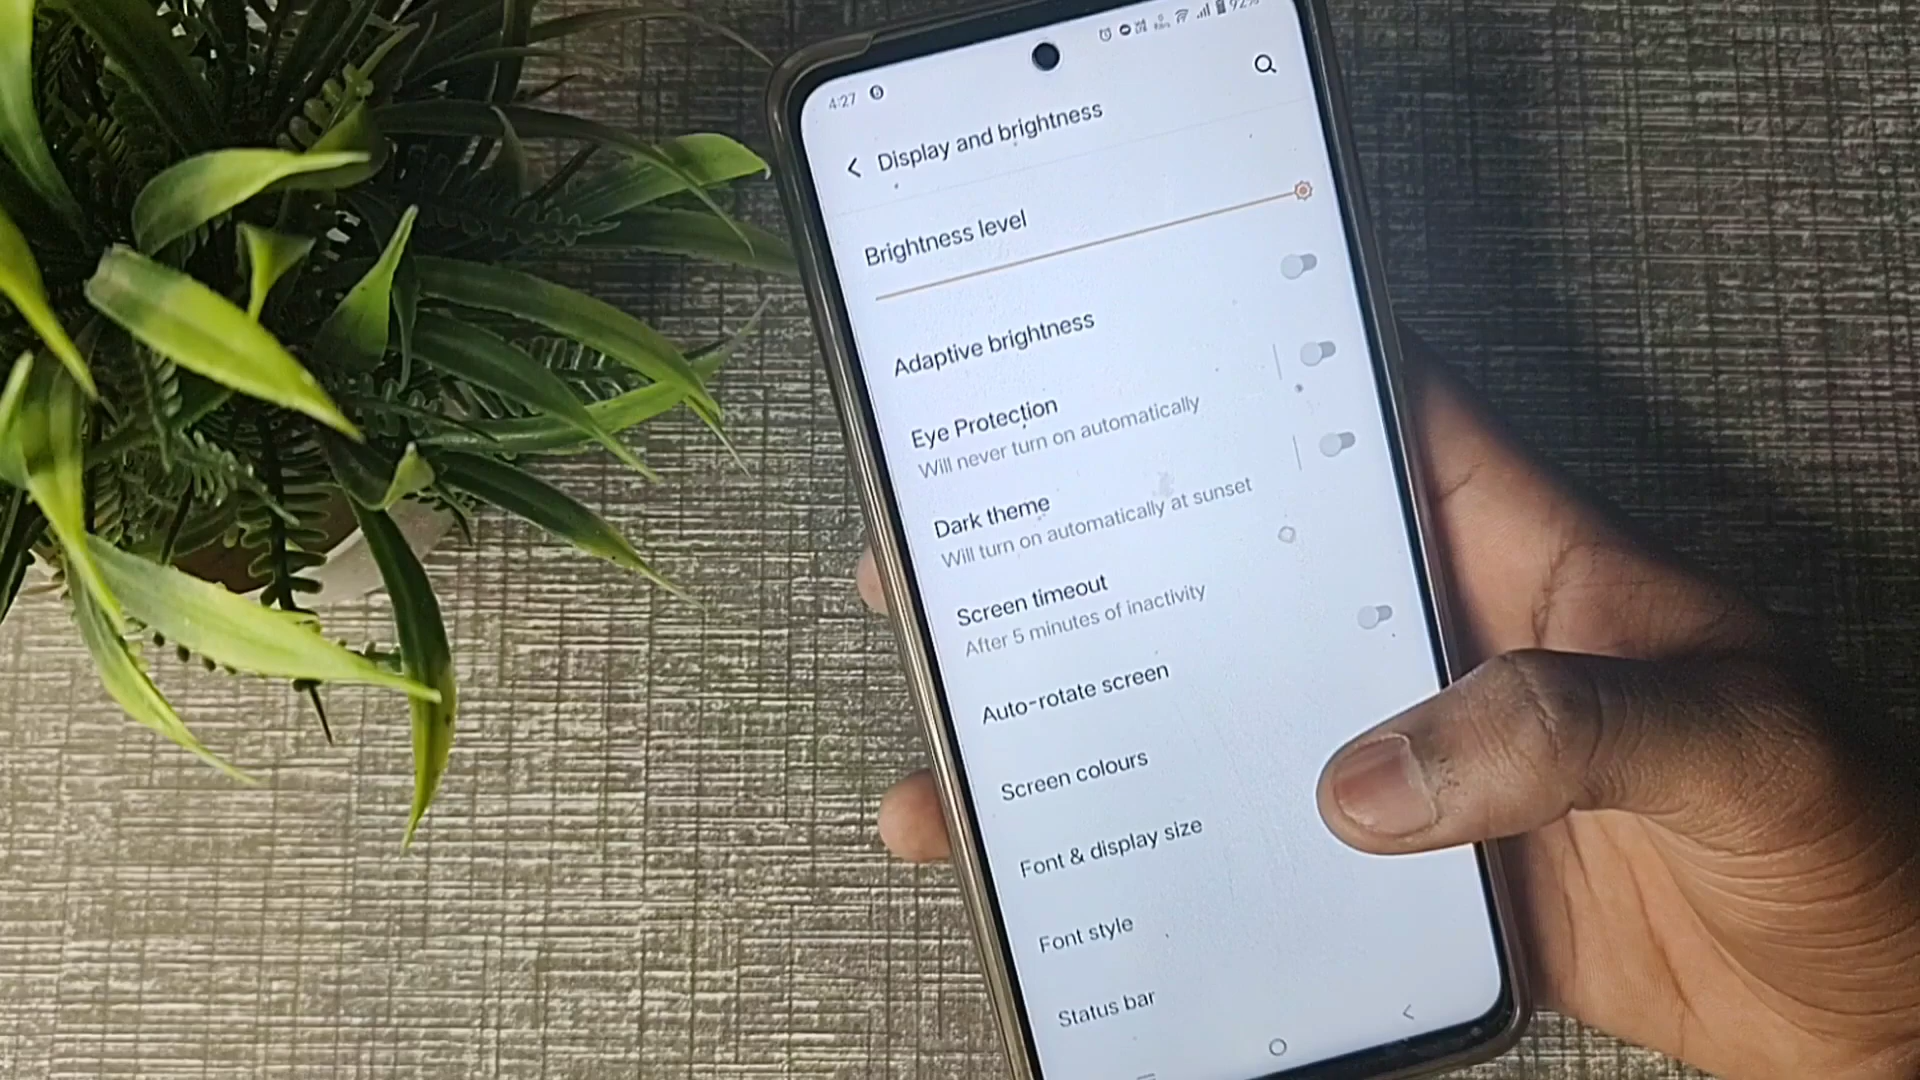 4:27
92%
Display and brightness
Brightness level
Adaptive brightness
Eye Protection
Will never turn on automatically
Dark theme
Will turn on automatically at sunset
Screen timeout
After 5 minutes of inactivity
Auto-rotate screen
Screen colours
Font & display size
Font style
Status bar